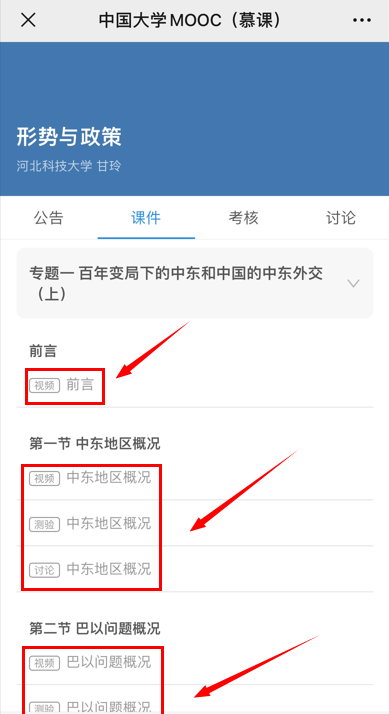 中国大学MOOC（慕课）
形势与政策
河北科技大学 甘玲
公告 课件 考核 讨论
专题一 百年变局下的中东和中国的中东外交
（上）
前言
视频 前言
第一节 中东地区概况
视频 中东地区概况
测验 中东地区概况
讨论 中东地区概况
第二节 巴以问题概况
视频 巴以问题概况
测验 巴以问题概况